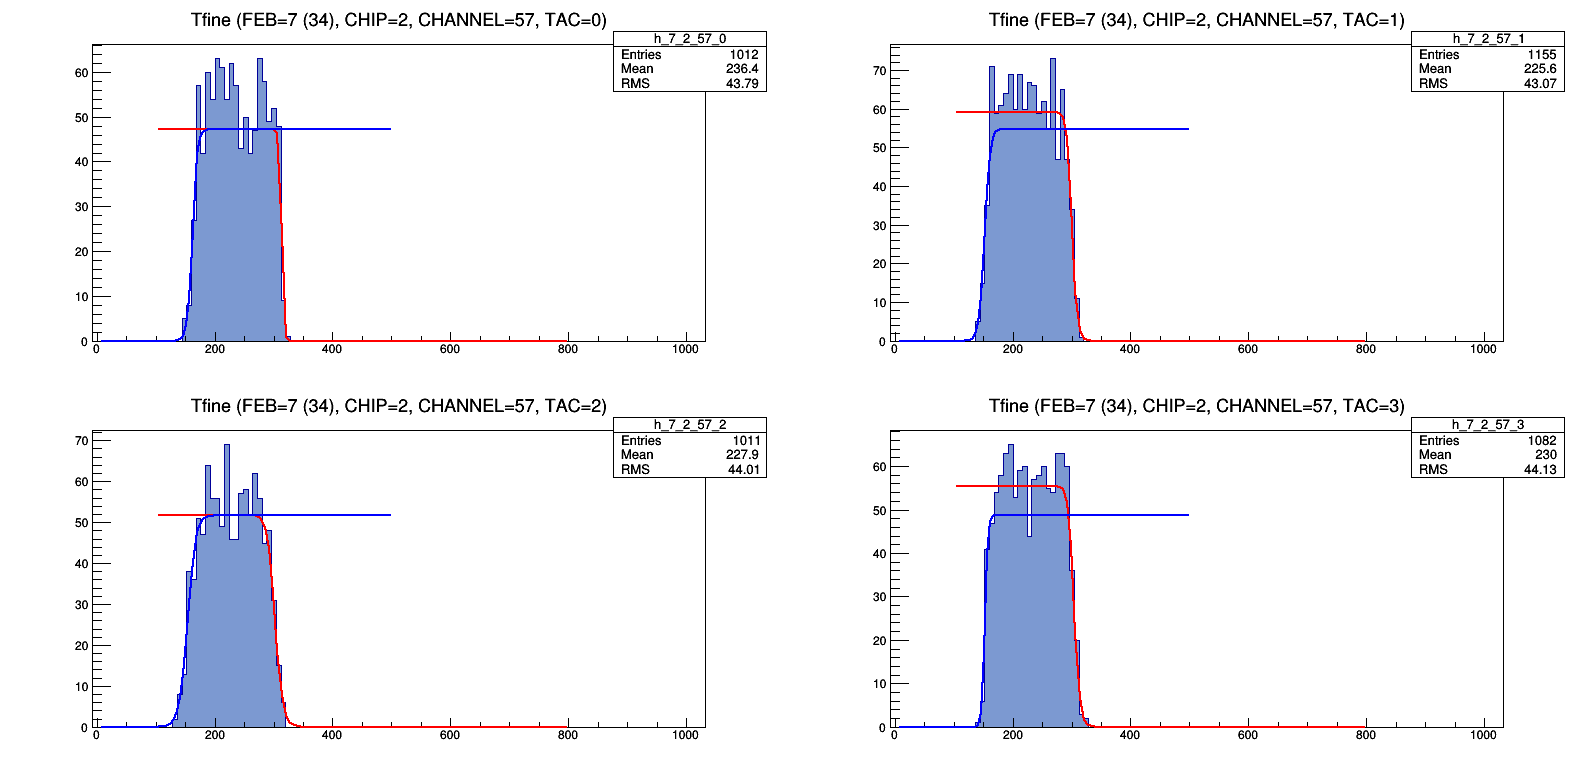 Tfine (FEB=7 (34), CHIP=2, CHANNEL=57, TAC=0)
h_7_2_57_0
Entries 1012
Mean 236.4
RMS 43.79
60
50
40
30
20
10
0
0 200 400 600 800 1000
Tfine (FEB=7 (34), CHIP=2, CHANNEL=57, TAC=1)
h_7_2_57_1
Entries 1155
Mean 225.6
RMS 43.07
70
60
50
40
30
20
10
0
0 200 400 600 800 1000
Tfine (FEB=7 (34), CHIP=2, CHANNEL=57, TAC=2)
h_7_2_57_2
Entries 1011
Mean 227.9
RMS 44.01
70
60
50
40
30
20
10
0
0 200 400 600 800 1000
Tfine (FEB=7 (34), CHIP=2, CHANNEL=57, TAC=3)
h_7_2_57_3
Entries 1082
Mean 230
RMS 44.13
60
50
40
30
20
10
0
0 200 400 600 800 1000